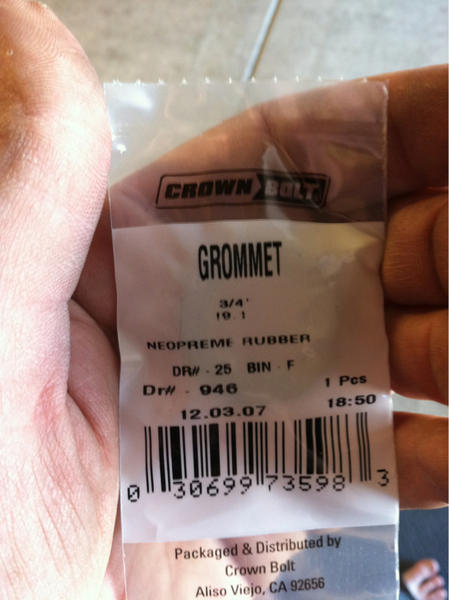 CROWN BOLT
GROMMET
3/4"
19.1
NEOPREME RUBBER
DR# - 25 BIN - F
Dr# - 946 1 Pcs
12.03.07 18:50
0 30699 73598 3
Packaged & Distributed by
Crown Bolt
Aliso Viejo, CA 92656